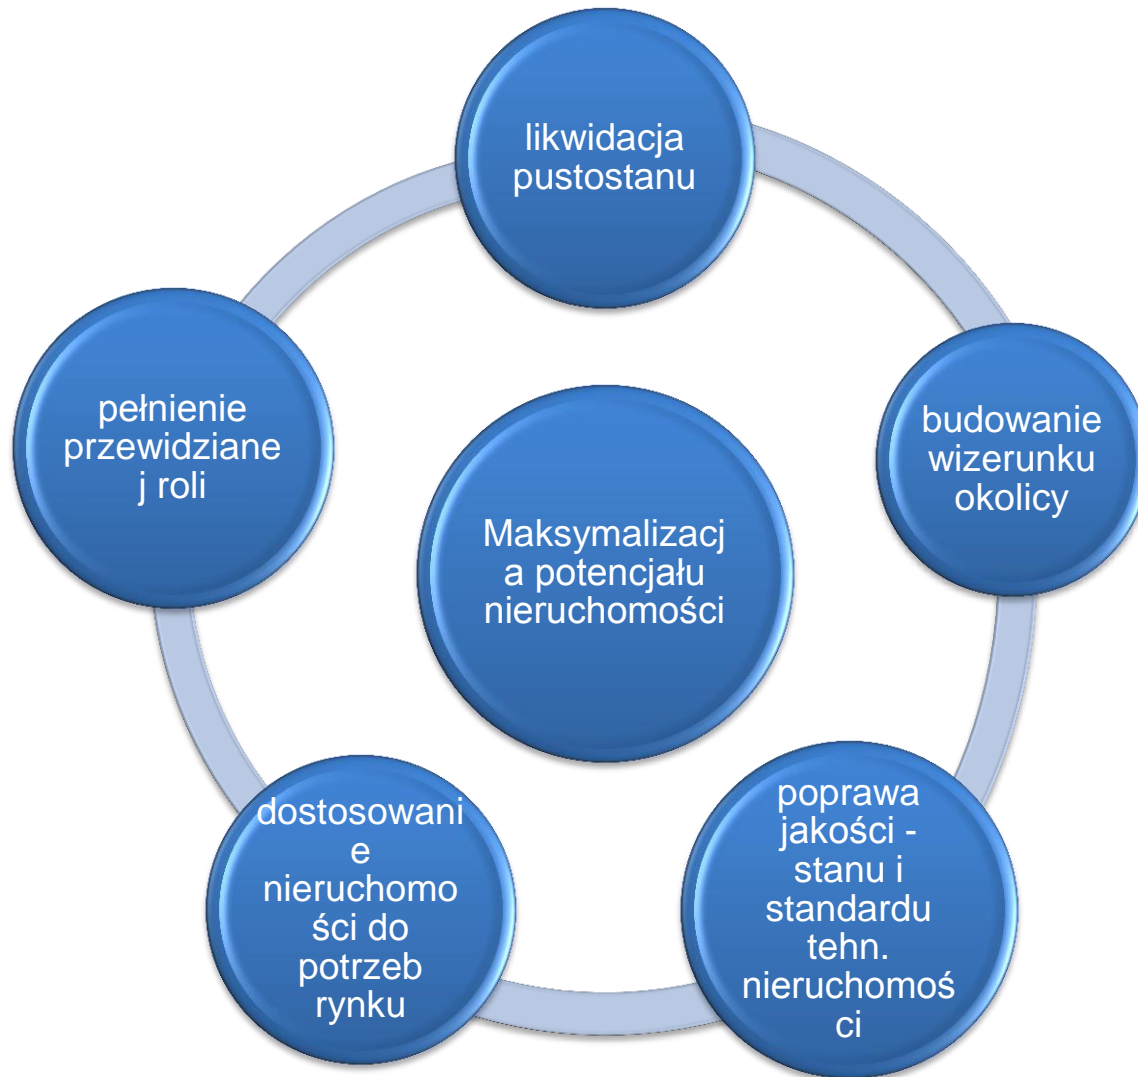 likwidacja
pustostanu
budowanie
wizerunku
okolicy
pełnienie
przewidziane
j roli
Maksymalizacj
a potencjału
nieruchomości
poprawa
jakości -
stanu i
standardu
tehn.
nieruchomoś
ci
dostosowani
e
nieruchomo
ści do
potrzeb
rynku